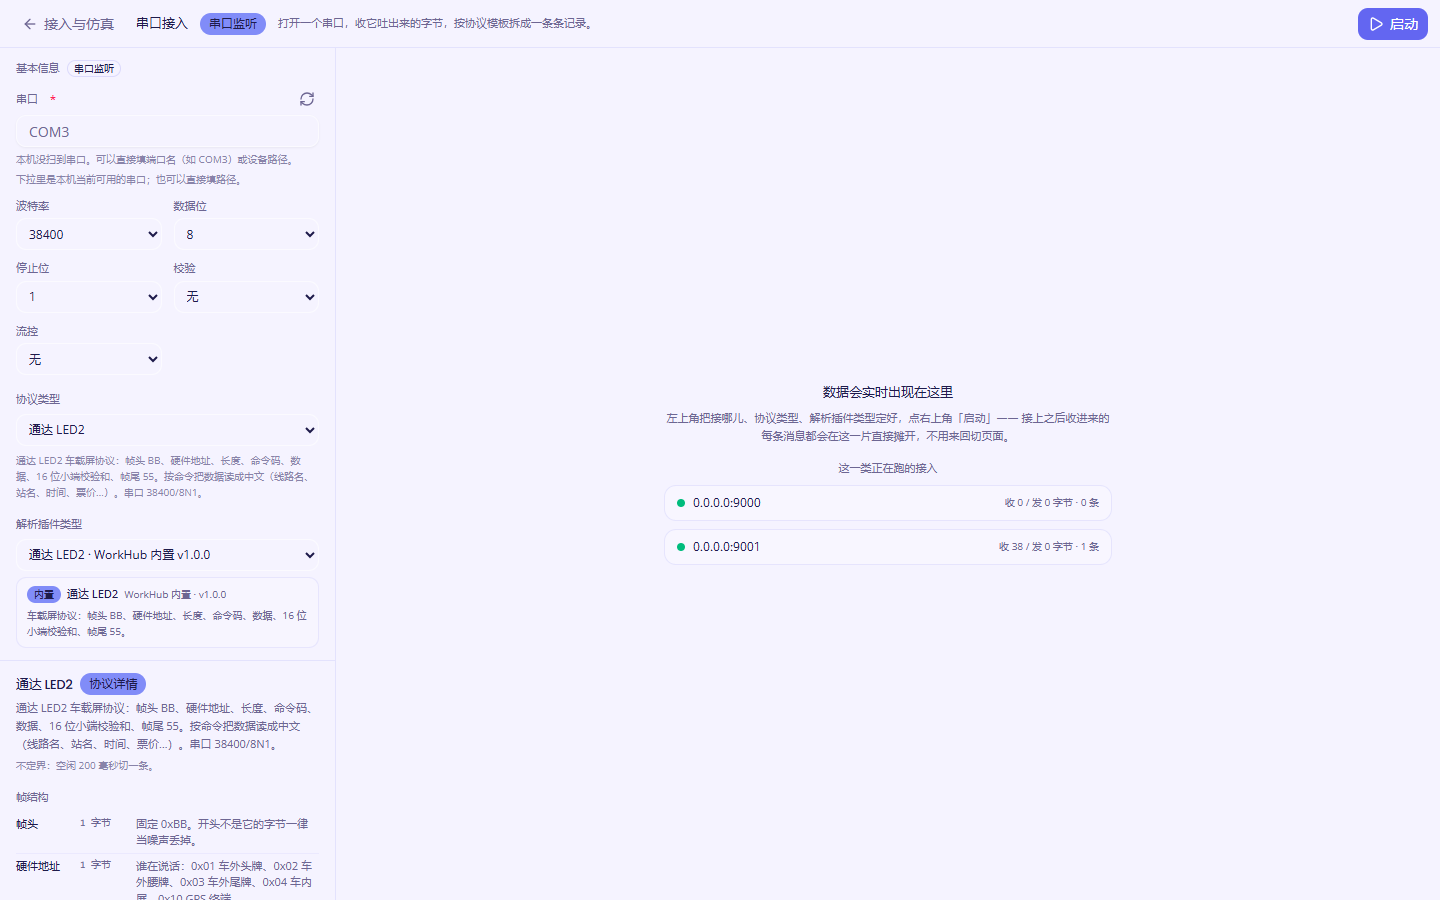 接入与仿真 串口接入 串口监听 打开一个串口，收它吐出来的字节，按协议模板拆成一条条记录。 启动
基本信息 串口监听
串口 *
COM3
本机没扫到串口。可以直接填端口名（如 COM3）或设备路径。
下拉里是本机当前可用的串口；也可以直接填路径。
波特率 数据位
38400 8
停止位 校验
1 无
流控
无
协议类型
通达 LED2
通达 LED2 车载屏协议：帧头 BB、硬件地址、长度、命令码、数
据、16 位小端校验和、帧尾 55。按命令把数据读成中文（线路名、
站名、时间、票价…）。串口 38400/8N1。
解析插件类型
通达 LED2 · WorkHub 内置 v1.0.0
内置 通达 LED2 WorkHub 内置 · v1.0.0
车载屏协议：帧头 BB、硬件地址、长度、命令码、数据、16 位
小端校验和、帧尾 55。
通达 LED2 协议详情
通达 LED2 车载屏协议：帧头 BB、硬件地址、长度、命令码、
数据、16 位小端校验和、帧尾 55。按命令把数据读成中文
（线路名、站名、时间、票价…）。串口 38400/8N1。
不定界：空闲 200 毫秒切一条。
帧结构
帧头 1 字节 固定 0xBB。开头不是它的字节一律
当噪声丢掉。
硬件地址 1 字节 谁在说话：0x01 车外头牌、0x02 车
外腰牌、0x03 车外尾牌、0x04 车内
屏、0x10 GPS 终端。
数据会实时出现在这里
左上角把接哪儿、协议类型、解析插件类型定好，点右上角「启动」—— 接上之后收进来的
每条消息都会在这一片直接摊开，不用来回切页面。
这一类正在跑的接入
0.0.0.0:9000 收 0 / 发 0 字节 · 0 条
0.0.0.0:9001 收 38 / 发 0 字节 · 1 条